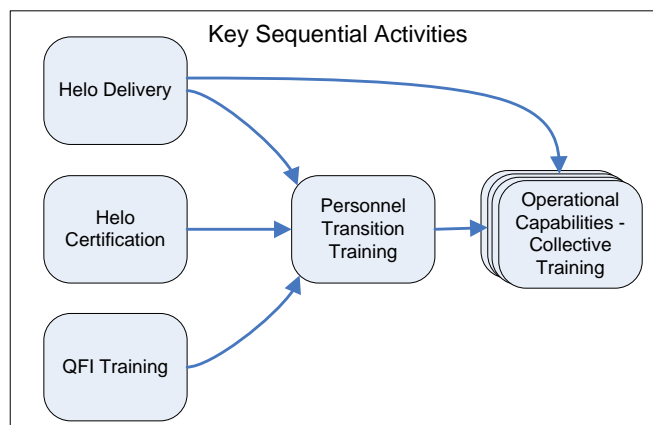 Key Sequential Activities
Helo Delivery
Helo
Certification
QFI Training
Personnel
Transition
Training
Operational
Capabilities -
Collective
Training